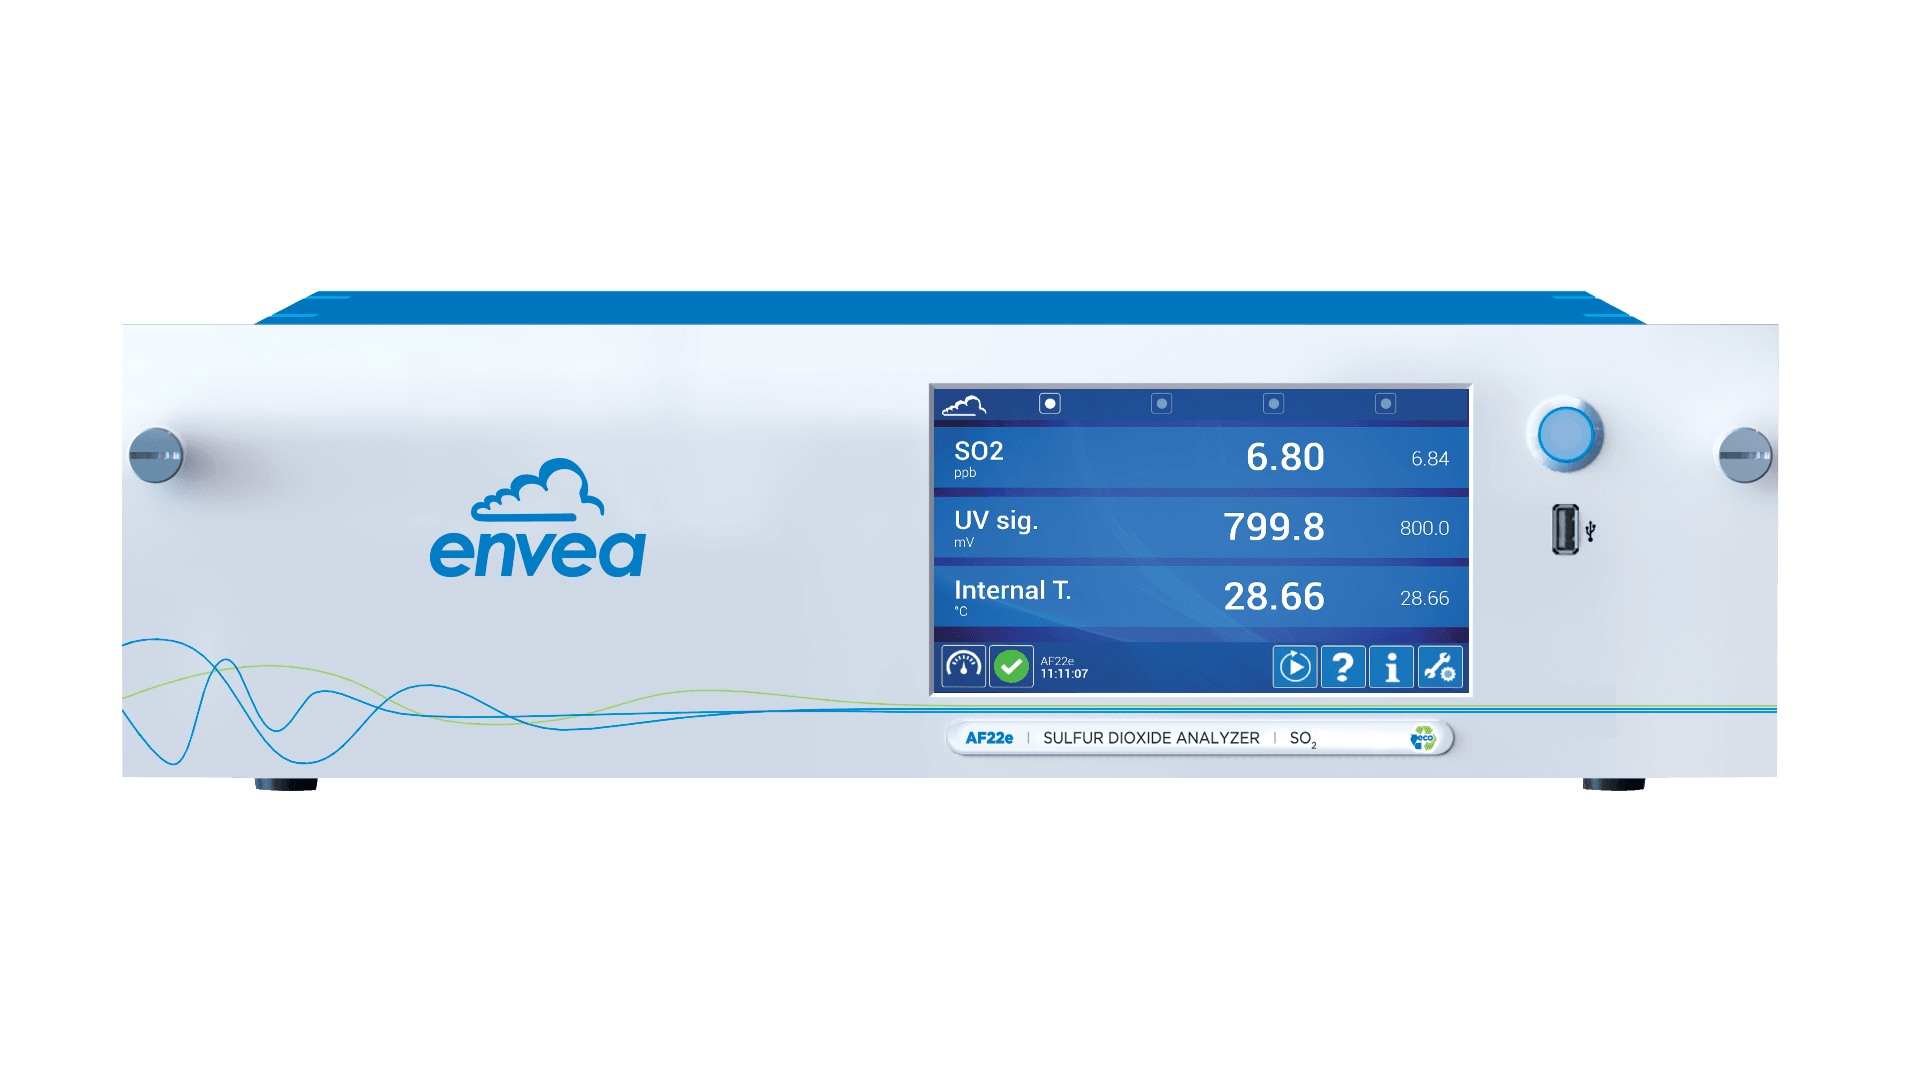 envea
SO2 6.80 6.84
ppb
UV sig. 799.8 800.0
mV
Internal T. 28.66 28.66
°C
AF22e
11:11:07
? i
AF22e | SULFUR DIOXIDE ANALYZER | SO₂ eco